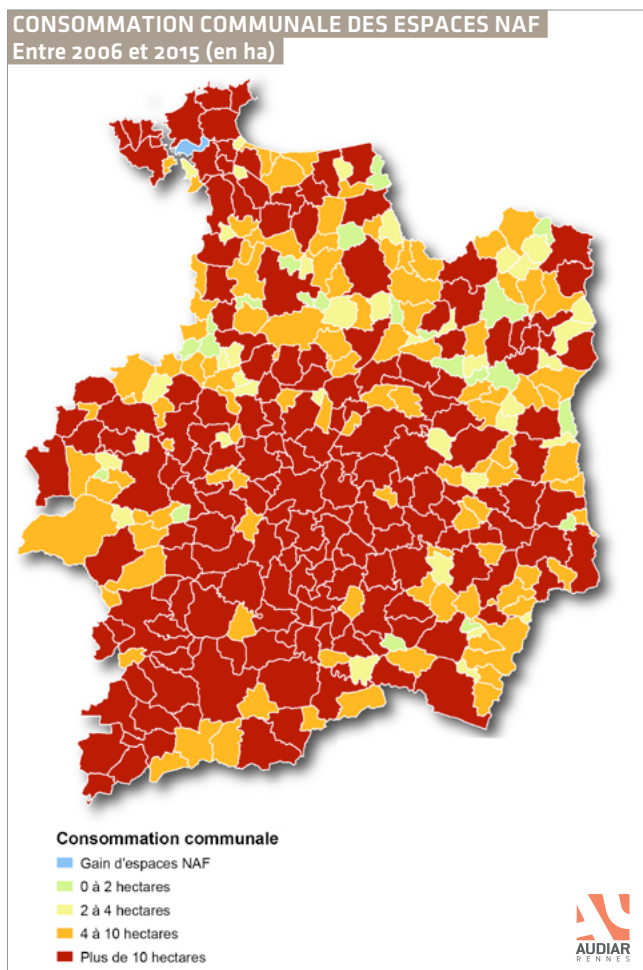 CONSOMMATION COMMUNALE DES ESPACES NAF
Entre 2006 et 2015 (en ha)
Consommation communale
Gain d'espaces NAF
0 à 2 hectares
2 à 4 hectares
4 à 10 hectares
Plus de 10 hectares
AUDIAR
RENNES